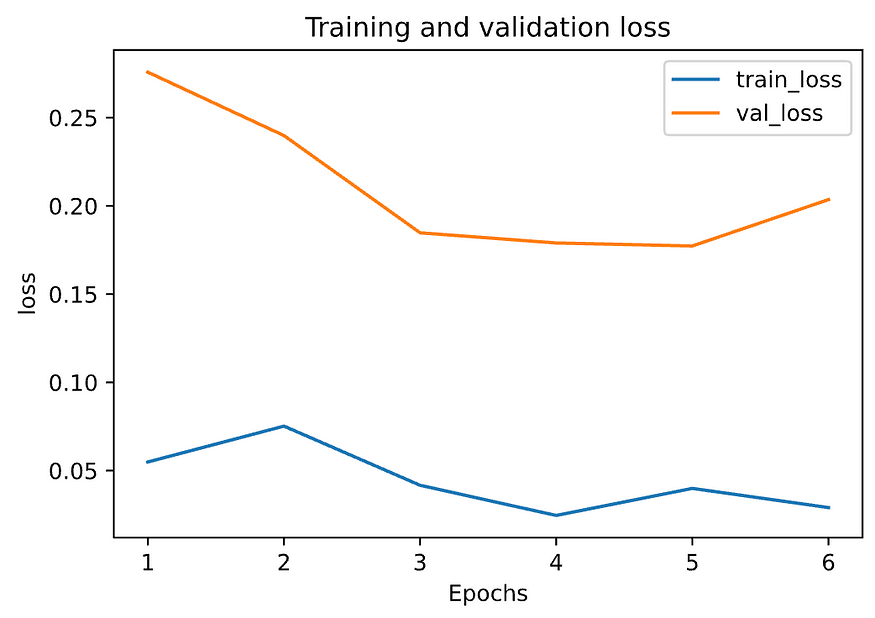 Training and validation loss
train_loss
val_loss
0.25
0.20
0.15
0.10
0.05
loss
1 2 3 4 5 6
Epochs